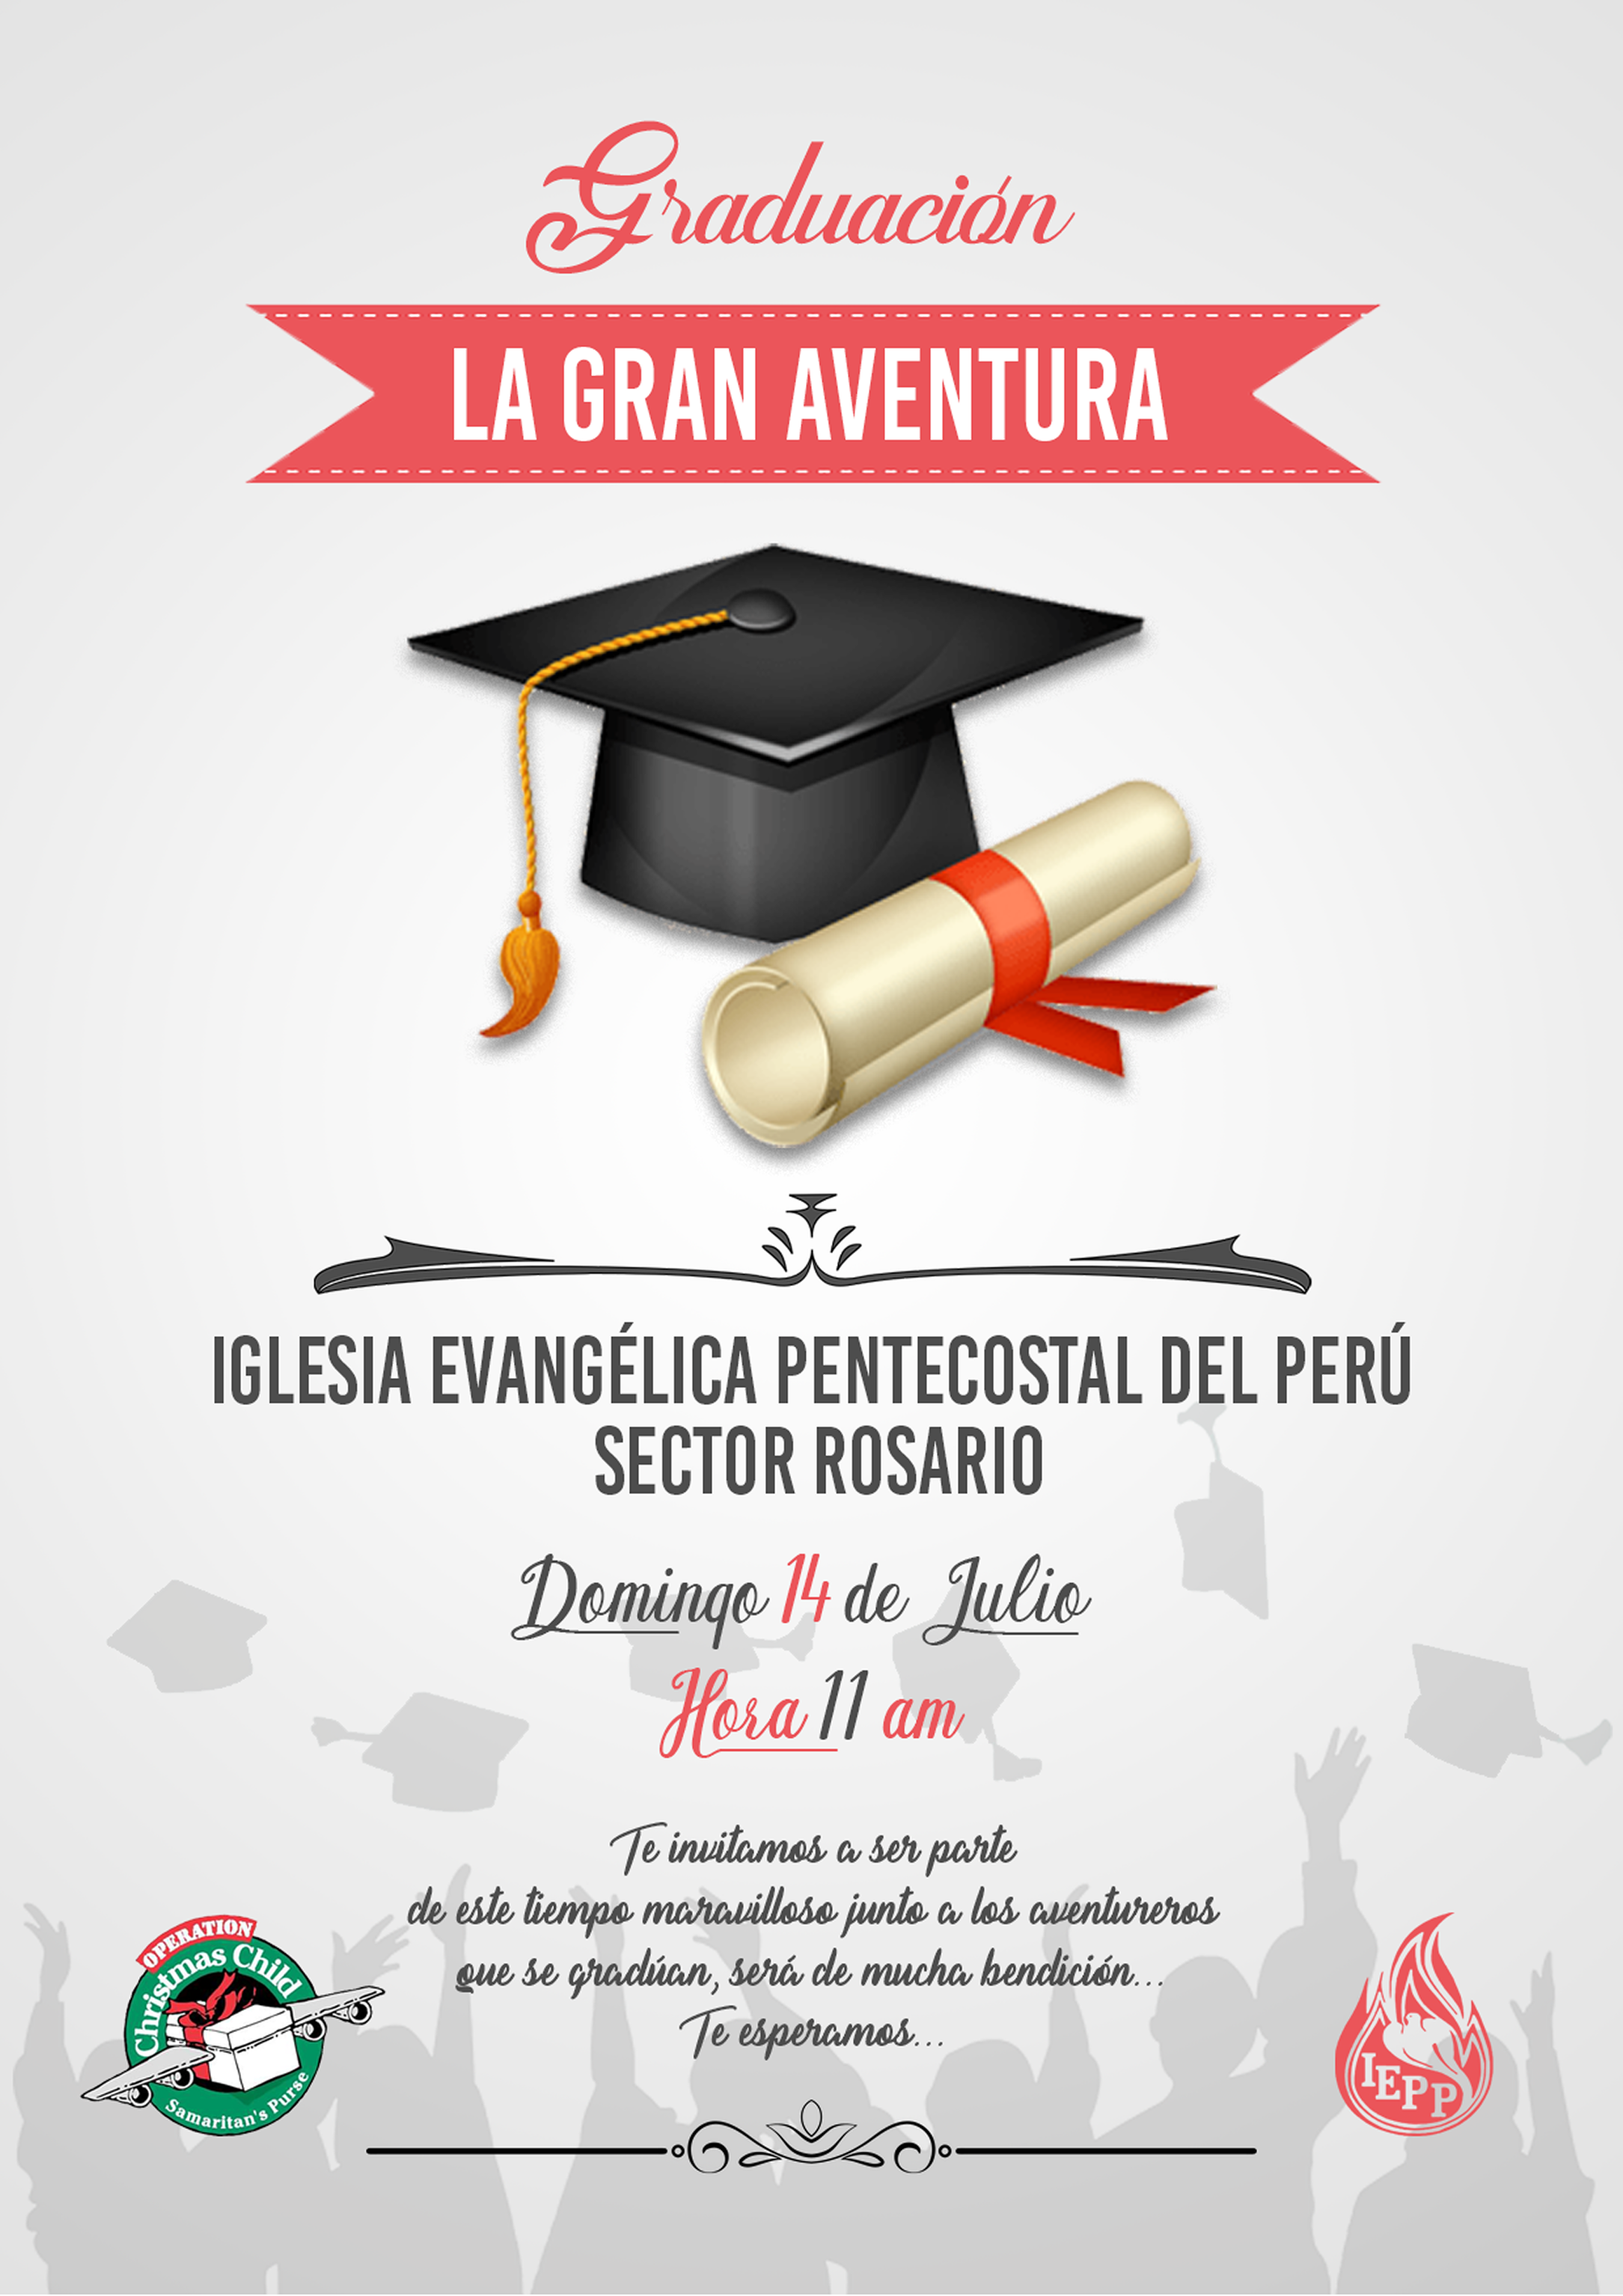 Graduación
LA GRAN AVENTURA
IGLESIA EVANGÉLICA PENTECOSTAL DEL PERÚ
SECTOR ROSARIO
Domingo 14 de Julio
Hora 11 am
Te invitamos a ser parte
de este tiempo maravilloso junto a los aventureros
que se gradúan, será de mucha bendición...
Te esperamos...
OPERATION
Christmas Child
Samaritan's Purse
IEPP